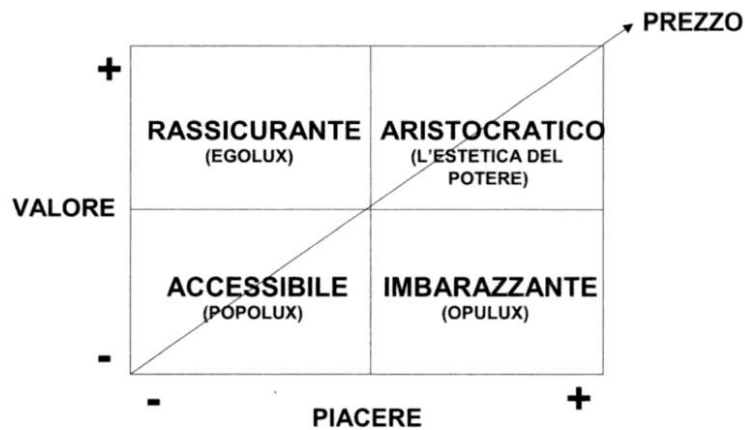 PREZZO
+
RASSICURANTE
(EGOLUX)
ARISTOCRATICO
(L'ESTETICA DEL
POTERE)
VALORE
ACCESSIBILE
(POPOLUX)
IMBARAZZANTE
(OPULUX)
-
-
+
PIACERE